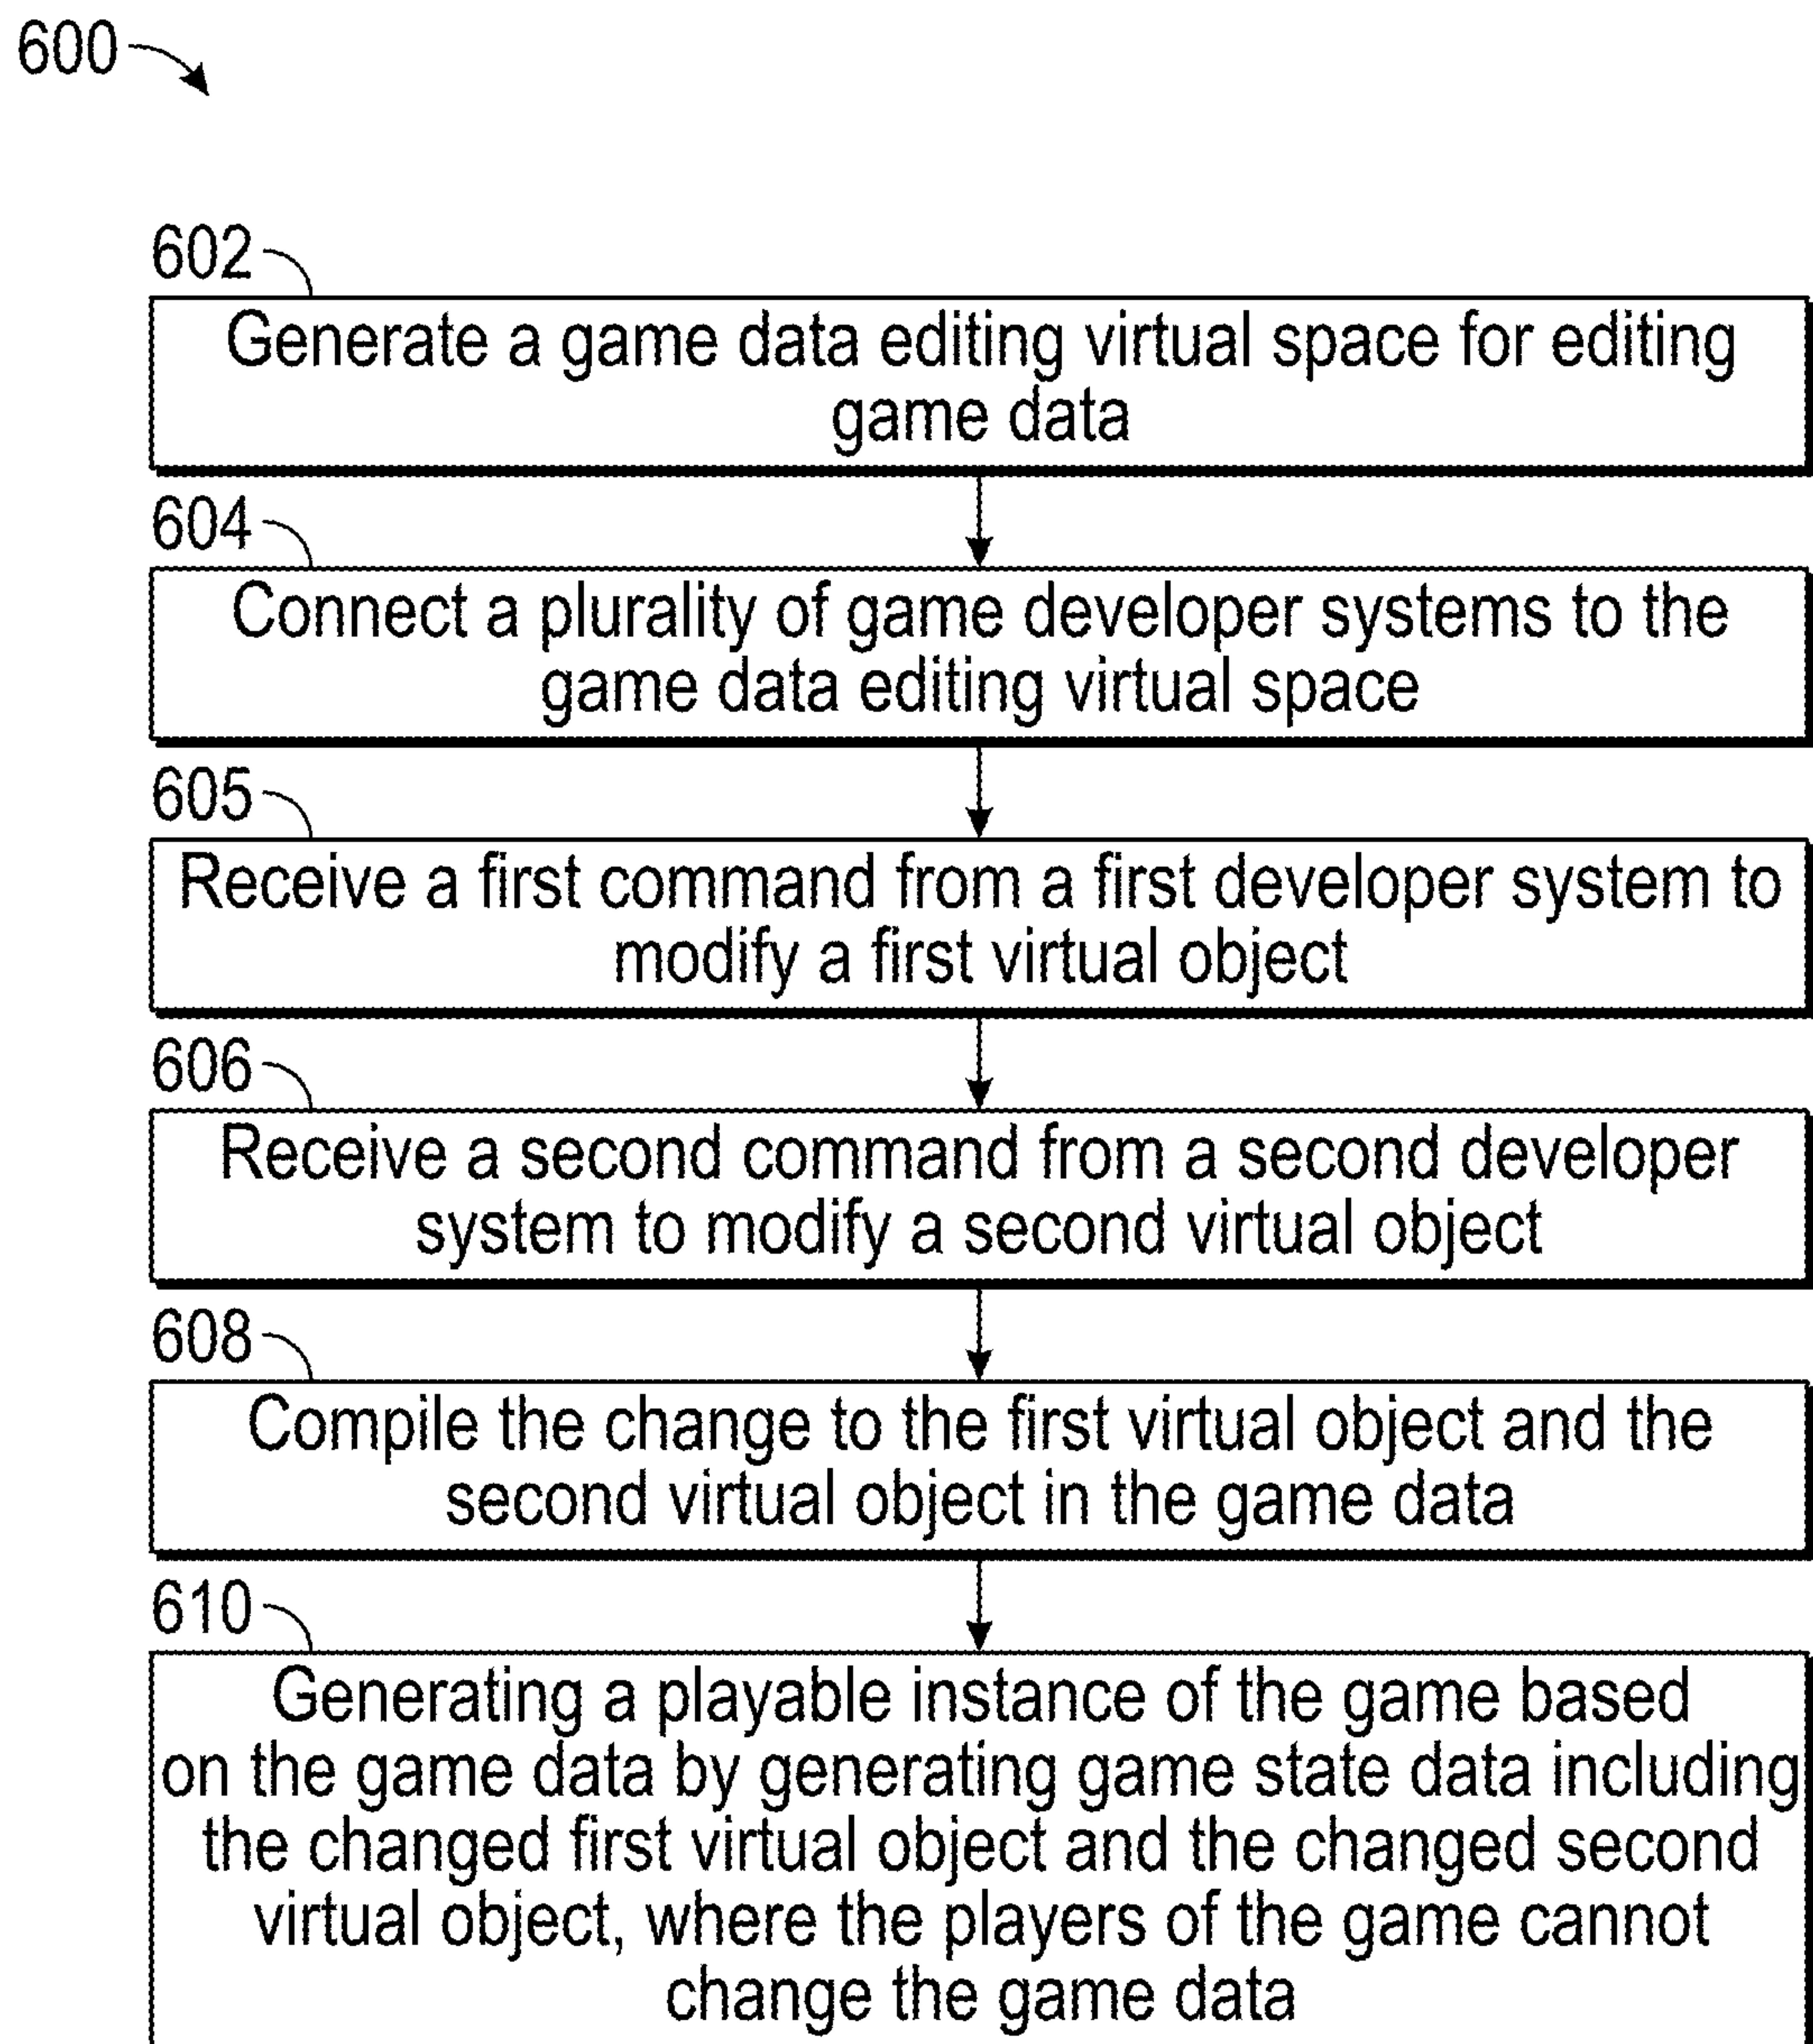 600
602
Generate a game data editing virtual space for editing
game data
604
Connect a plurality of game developer systems to the
game data editing virtual space
605
Receive a first command from a first developer system to
modify a first virtual object
606
Receive a second command from a second developer
system to modify a second virtual object
608
Compile the change to the first virtual object and the
second virtual object in the game data
610
Generating a playable instance of the game based
on the game data by generating game state data including
the changed first virtual object and the changed second
virtual object, where the players of the game cannot
change the game data